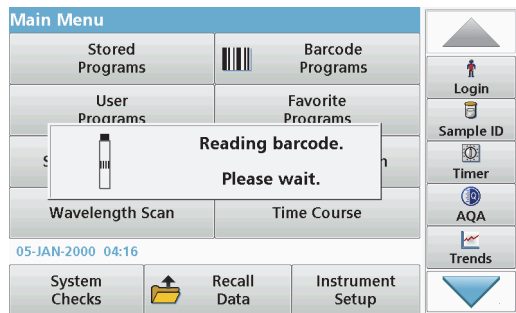 Main Menu
Stored
Programs
Barcode
Programs
User
Programs
Favorite
Programs
Reading barcode.
Please wait.
Wavelength Scan
Time Course
05-JAN-2000 04:16
System
Checks
Recall
Data
Instrument
Setup
Login
Sample ID
Timer
AQA
Trends